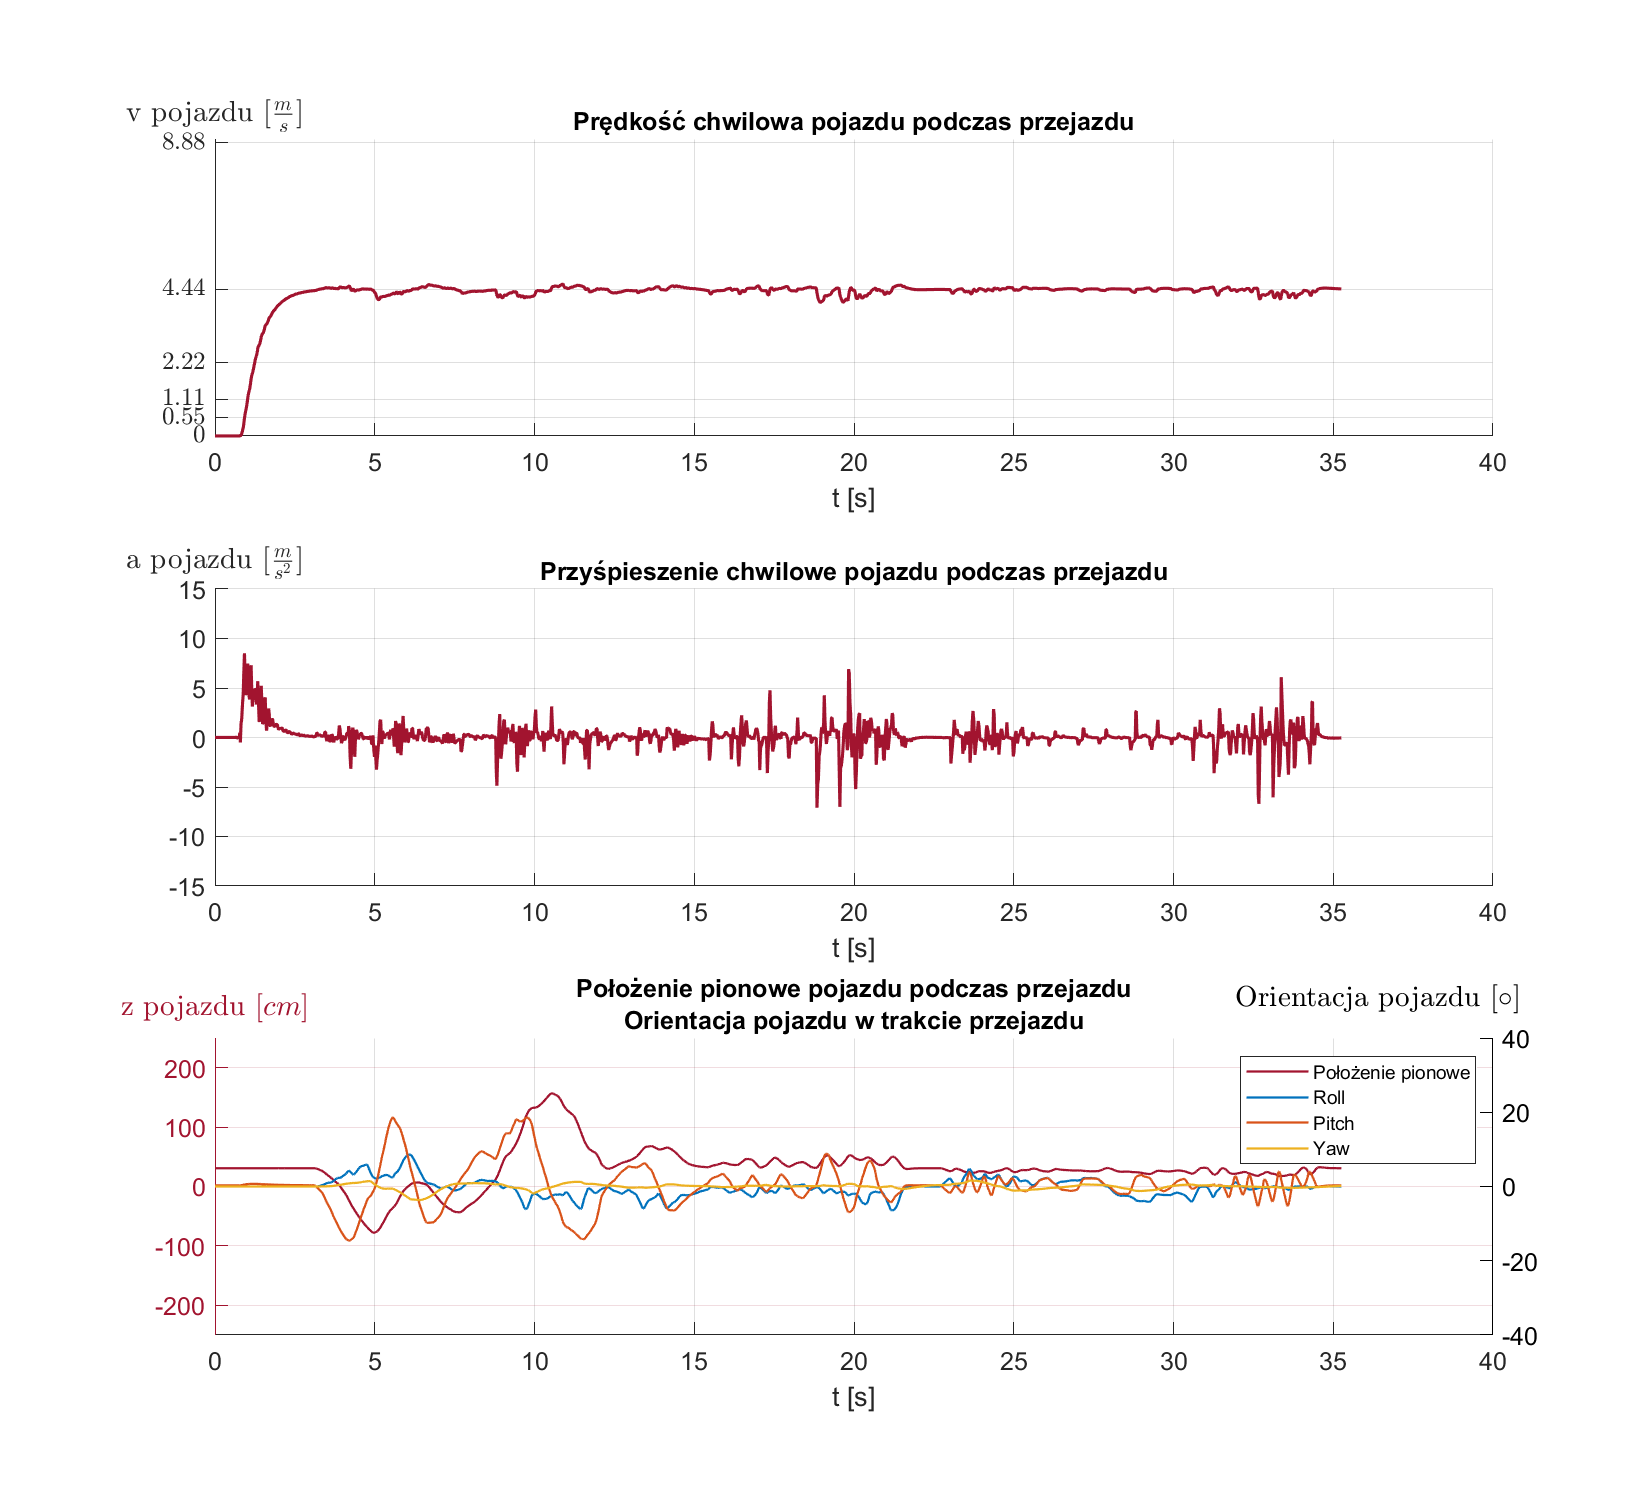 v pojazdu [m/s]
Prędkość chwilowa pojazdu podczas przejazdu
8.88
4.44
2.22
1.11
0.55
0
0 5 10 15 20 25 30 35 40
t [s]
a pojazdu [m/s²]
Przyśpieszenie chwilowe pojazdu podczas przejazdu
15
10
5
0
-5
-10
-15
0 5 10 15 20 25 30 35 40
t [s]
z pojazdu [cm]
Położenie pionowe pojazdu podczas przejazdu
Orientacja pojazdu w trakcie przejazdu
Orientacja pojazdu [∘]
200
100
0
-100
-200
40
20
0
-20
-40
Położenie pionowe
Roll
Pitch
Yaw
0 5 10 15 20 25 30 35 40
t [s]